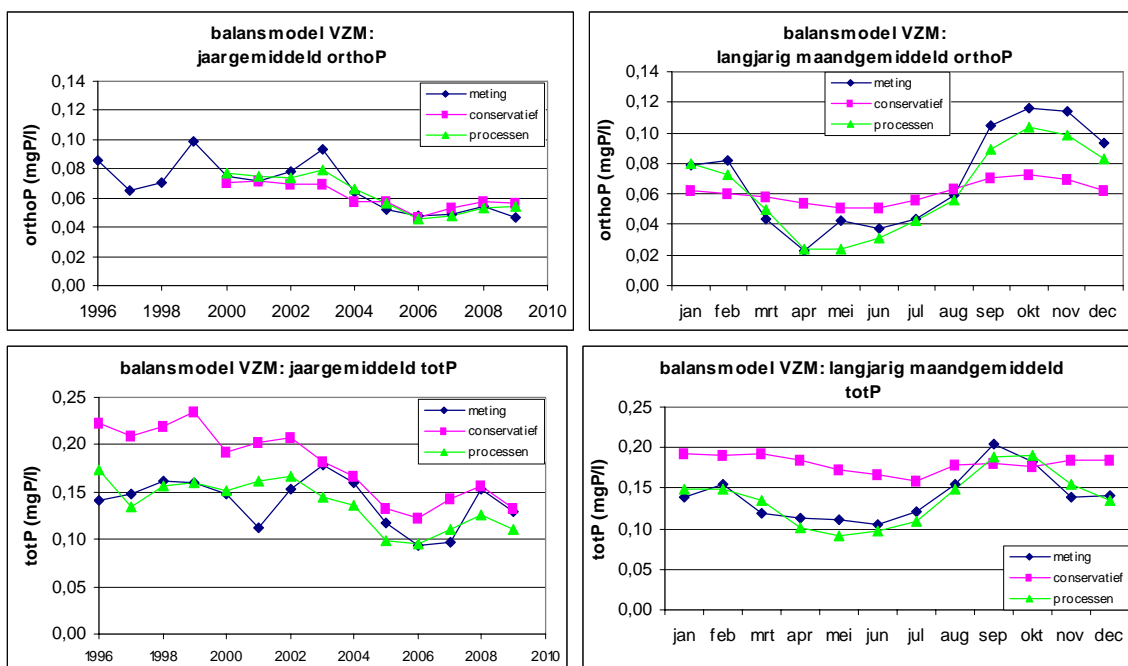 balansmodel VZM:
jaargemiddeld orthoP
orthoP (mgP/l)
0,14
0,12
0,10
0,08
0,06
0,04
0,02
0,00
1996 1998 2000 2002 2004 2006 2008 2010
meting
conservatief
processen
balansmodel VZM:
langjarig maandgemiddeld orthoP
orthoP (mgP/l)
0,14
0,12
0,10
0,08
0,06
0,04
0,02
0,00
jan feb mrt apr mei jun jul aug sep okt nov dec
meting
conservatief
processen
balansmodel VZM: jaargemiddeld totP
totP (mgP/l)
0,25
0,20
0,15
0,10
0,05
0,00
1996 1998 2000 2002 2004 2006 2008 2010
meting
conservatief
processen
balansmodel VZM: langjarig maandgemiddeld
totP
totP (mgP/l)
0,25
0,20
0,15
0,10
0,05
0,00
jan feb mrt apr mei jun jul aug sep okt nov dec
meting
conservatief
processen